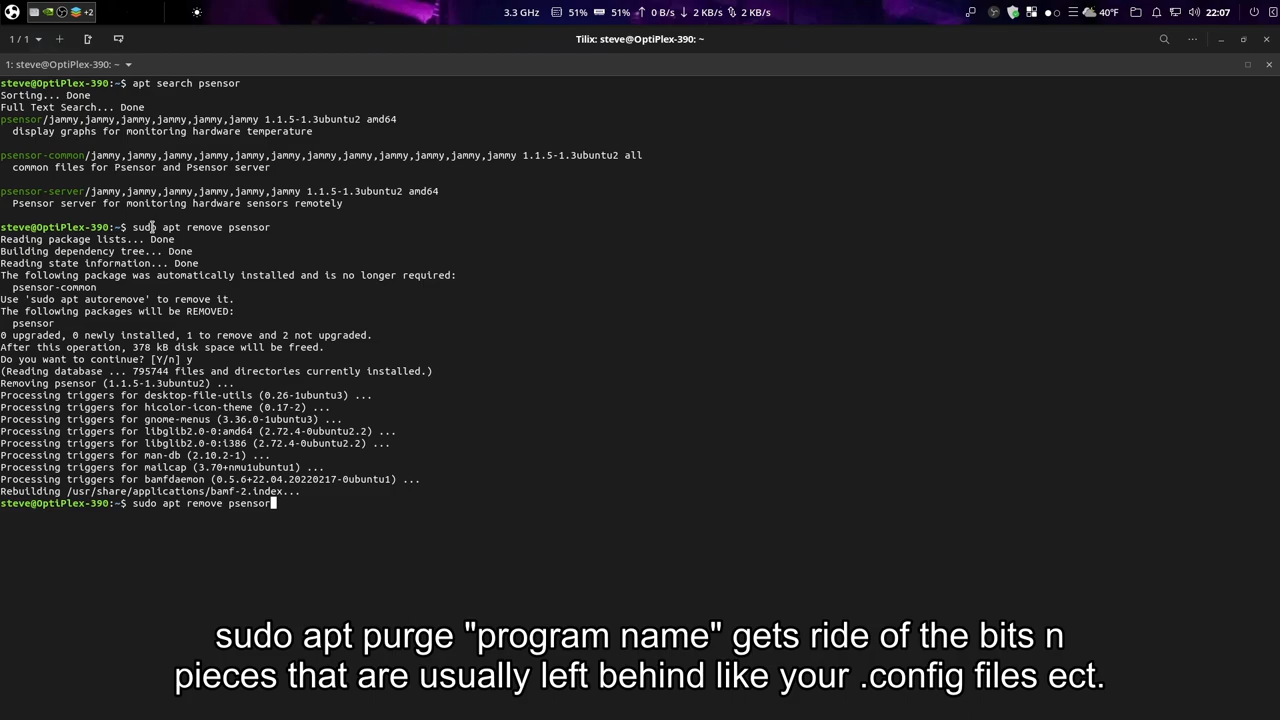 3.3 GHz 51% 51% 0 B/s 2 KB/s 2 KB/s 40°F 22:07
+2
1 / 1 Tilix: steve@OptiPlex-390: ~
1: steve@OptiPlex-390: ~
steve@OptiPlex-390:~$ apt search psensor
Sorting... Done
Full Text Search... Done
psensor/jammy,jammy,jammy,jammy,jammy,jammy 1.1.5-1.3ubuntu2 amd64
display graphs for monitoring hardware temperature
psensor-common/jammy,jammy,jammy,jammy,jammy,jammy,jammy,jammy,jammy,jammy,jammy,jammy 1.1.5-1.3ubuntu2 all
common files for Psensor and Psensor server
psensor-server/jammy,jammy,jammy,jammy,jammy,jammy 1.1.5-1.3ubuntu2 amd64
Psensor server for monitoring hardware sensors remotely
steve@OptiPlex-390:~$ sudo apt remove psensor
Reading package lists... Done
Building dependency tree... Done
Reading state information... Done
The following package was automatically installed and is no longer required:
psensor-common
Use 'sudo apt autoremove' to remove it.
The following packages will be REMOVED:
psensor
0 upgraded, 0 newly installed, 1 to remove and 2 not upgraded.
After this operation, 378 kB disk space will be freed.
Do you want to continue? [Y/n] y
(Reading database ... 795744 files and directories currently installed.)
Removing psensor (1.1.5-1.3ubuntu2) ...
Processing triggers for desktop-file-utils (0.26-1ubuntu3) ...
Processing triggers for hicolor-icon-theme (0.17-2) ...
Processing triggers for gnome-menus (3.36.0-1ubuntu3) ...
Processing triggers for libglib2.0-0:amd64 (2.72.4-0ubuntu2.2) ...
Processing triggers for libglib2.0-0:i386 (2.72.4-0ubuntu2.2) ...
Processing triggers for man-db (2.10.2-1) ...
Processing triggers for mailcap (3.70+nmu1ubuntu1) ...
Processing triggers for bamfdaemon (0.5.6+22.04.20220217-0ubuntu1) ...
Rebuilding /usr/share/applications/bamf-2.index...
steve@OptiPlex-390:~$ sudo apt remove psensor
sudo apt purge "program name" gets ride of the bits n
pieces that are usually left behind like your .config files ect.